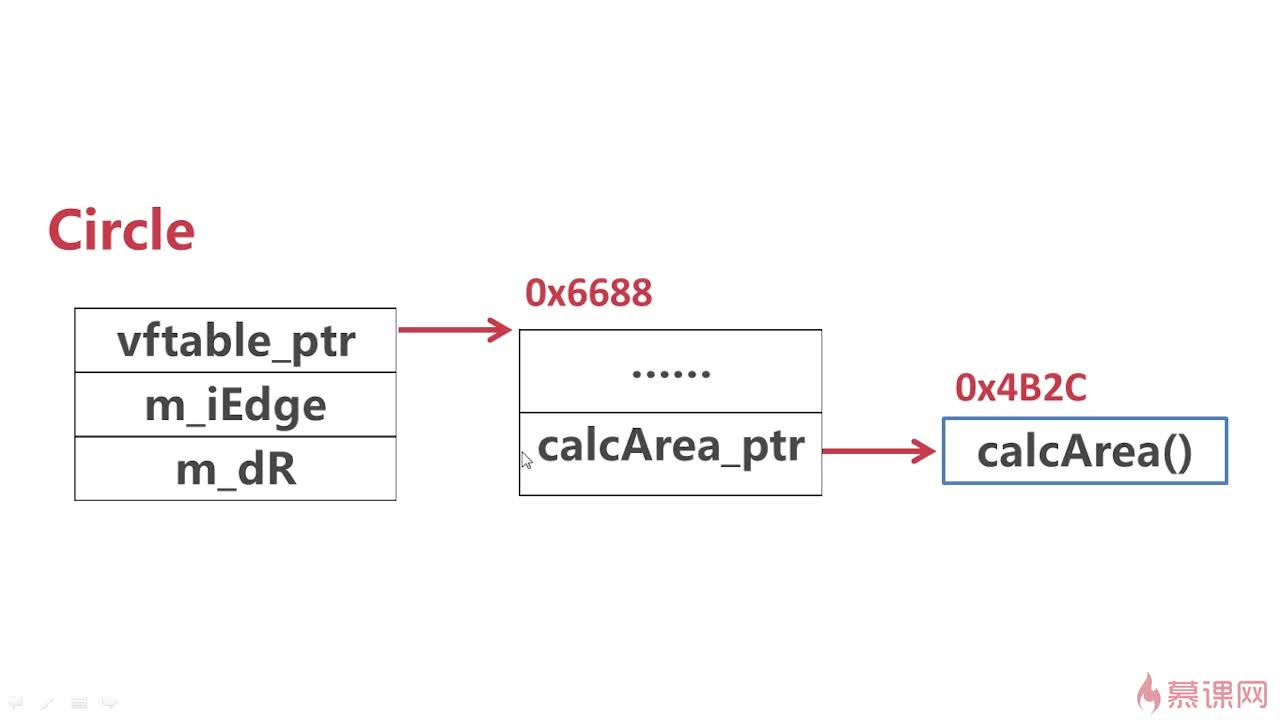 Circle
0x6688
vftable_ptr
m_iEdge
m_dR
......
calcArea_ptr
0x4B2C
calcArea()
慕课网